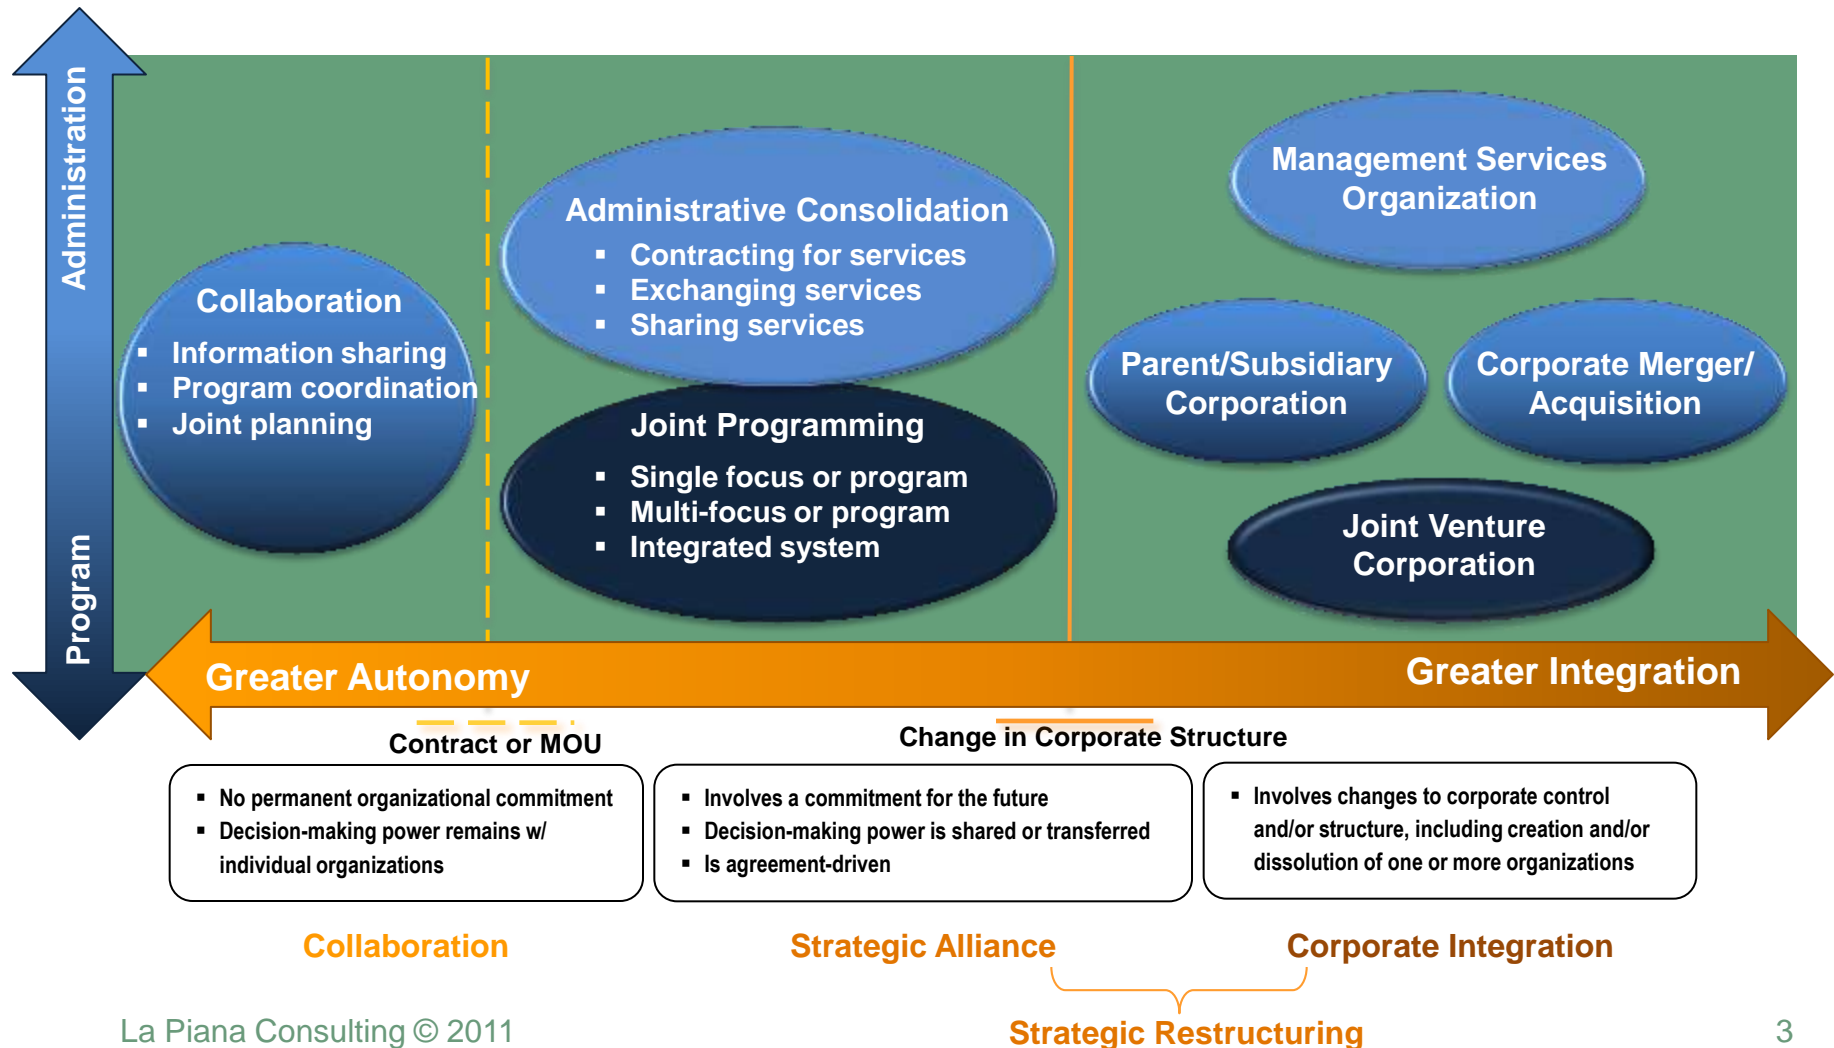 Administration
Program
Collaboration
▪ Information sharing
▪ Program coordination
▪ Joint planning
Administrative Consolidation
▪ Contracting for services
▪ Exchanging services
▪ Sharing services
Joint Programming
▪ Single focus or program
▪ Multi-focus or program
▪ Integrated system
Management Services
Organization
Parent/Subsidiary
Corporation
Corporate Merger/
Acquisition
Joint Venture
Corporation
Greater Autonomy
Greater Integration
Contract or MOU
Change in Corporate Structure
▪ No permanent organizational commitment
▪ Decision-making power remains w/
individual organizations
▪ Involves a commitment for the future
▪ Decision-making power is shared or transferred
▪ Is agreement-driven
▪ Involves changes to corporate control
and/or structure, including creation and/or
dissolution of one or more organizations
Collaboration
Strategic Alliance
Corporate Integration
Strategic Restructuring
La Piana Consulting © 2011
3